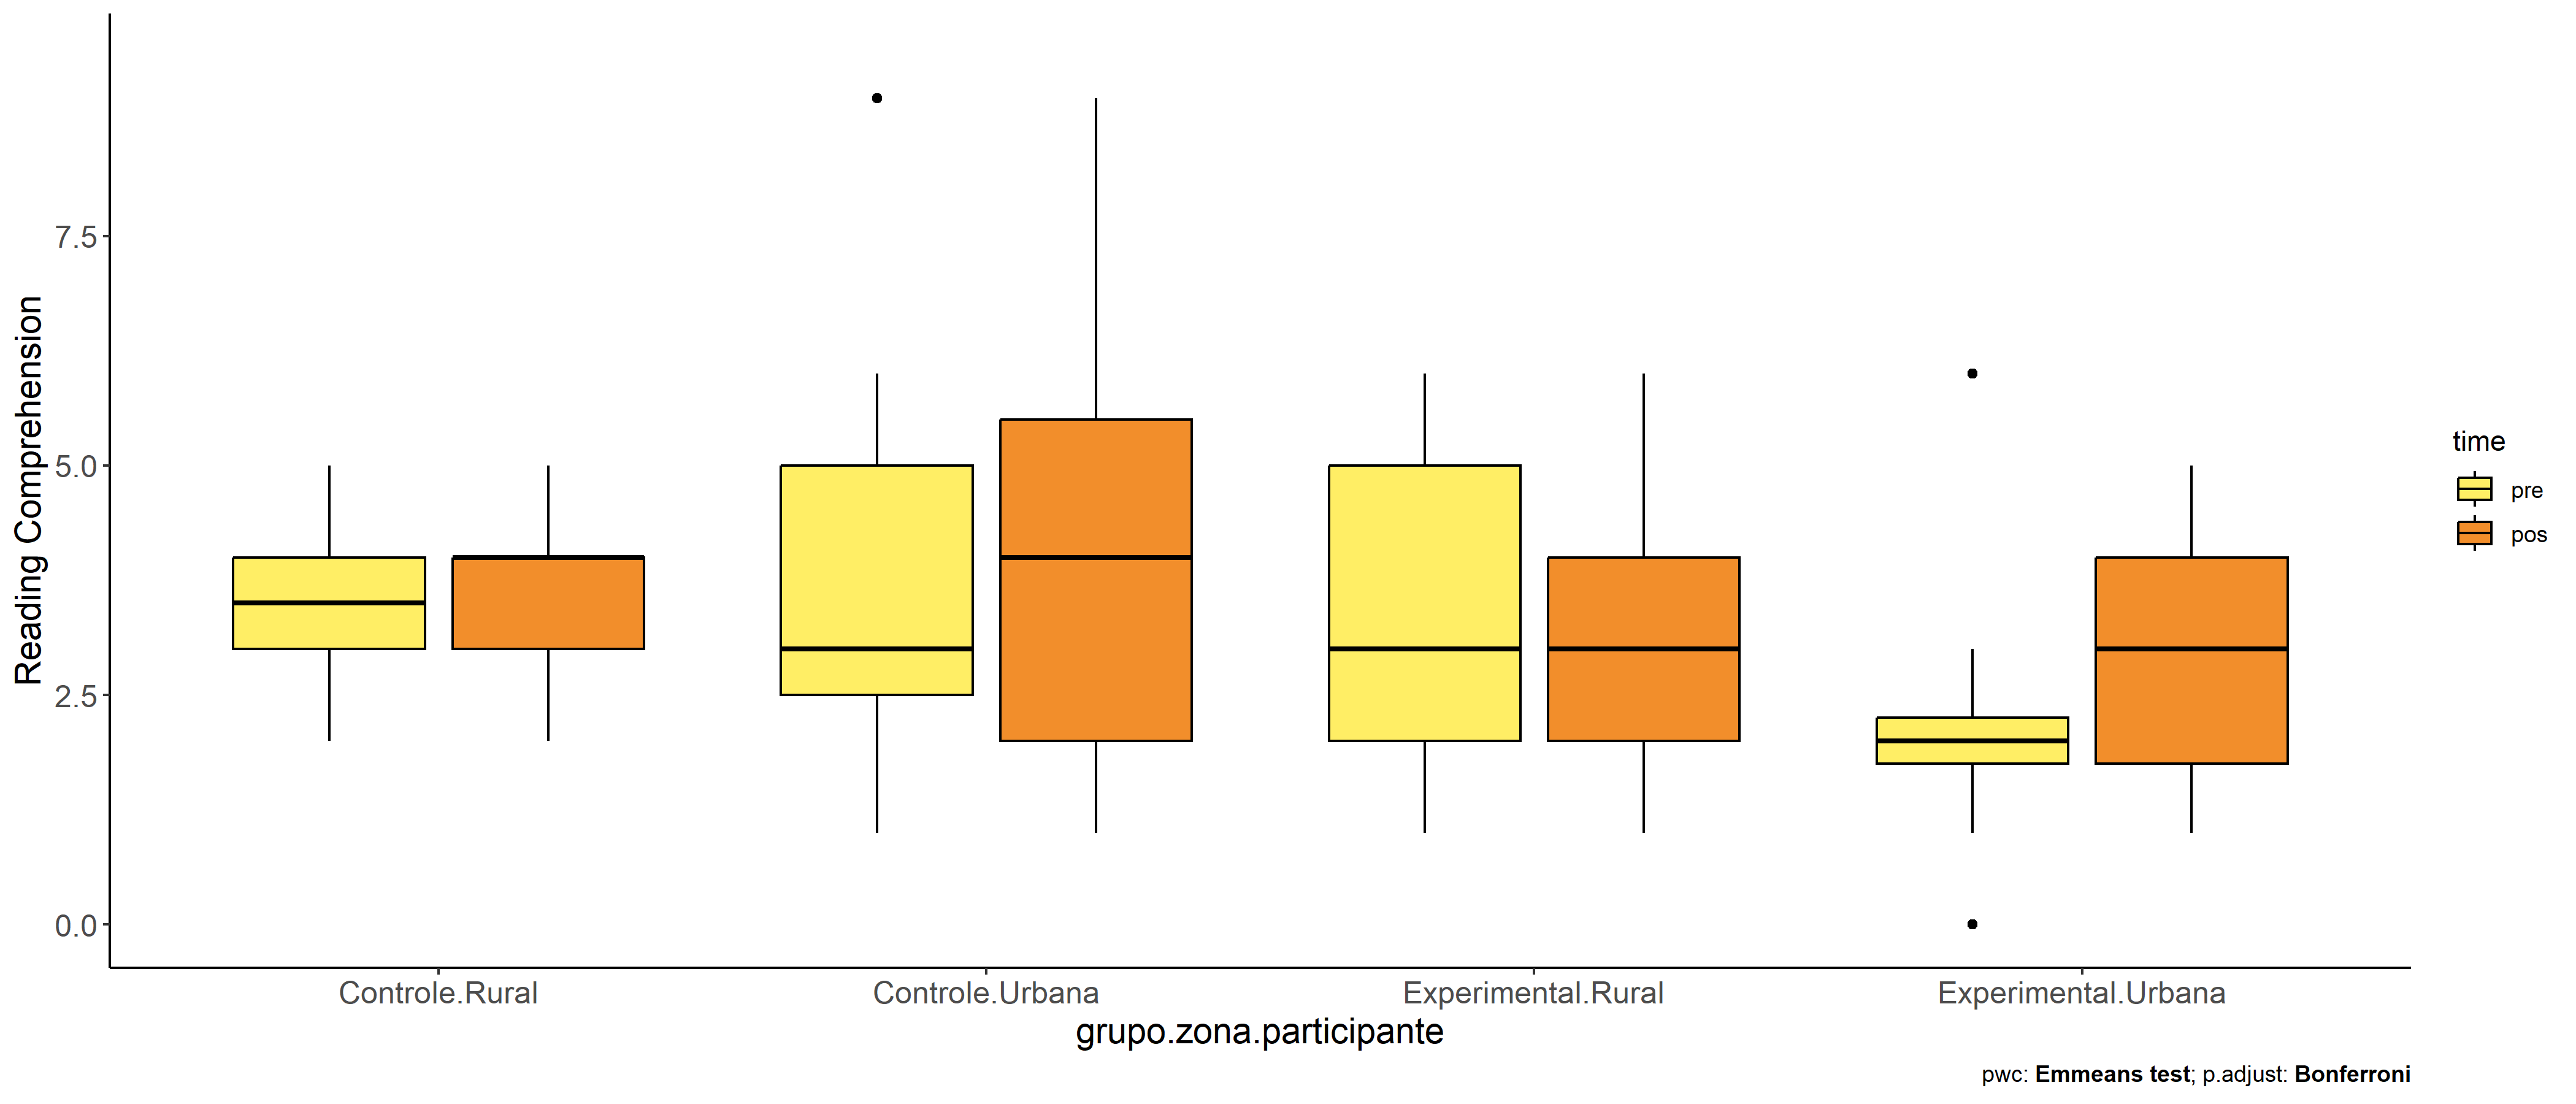 Reading Comprehension
7.5
5.0
2.5
0.0
Controle.Rural
Controle.Urbana
Experimental.Rural
Experimental.Urbana
grupo.zona.participante
time
pre
pos
pwc: Emmeans test; p.adjust: Bonferroni